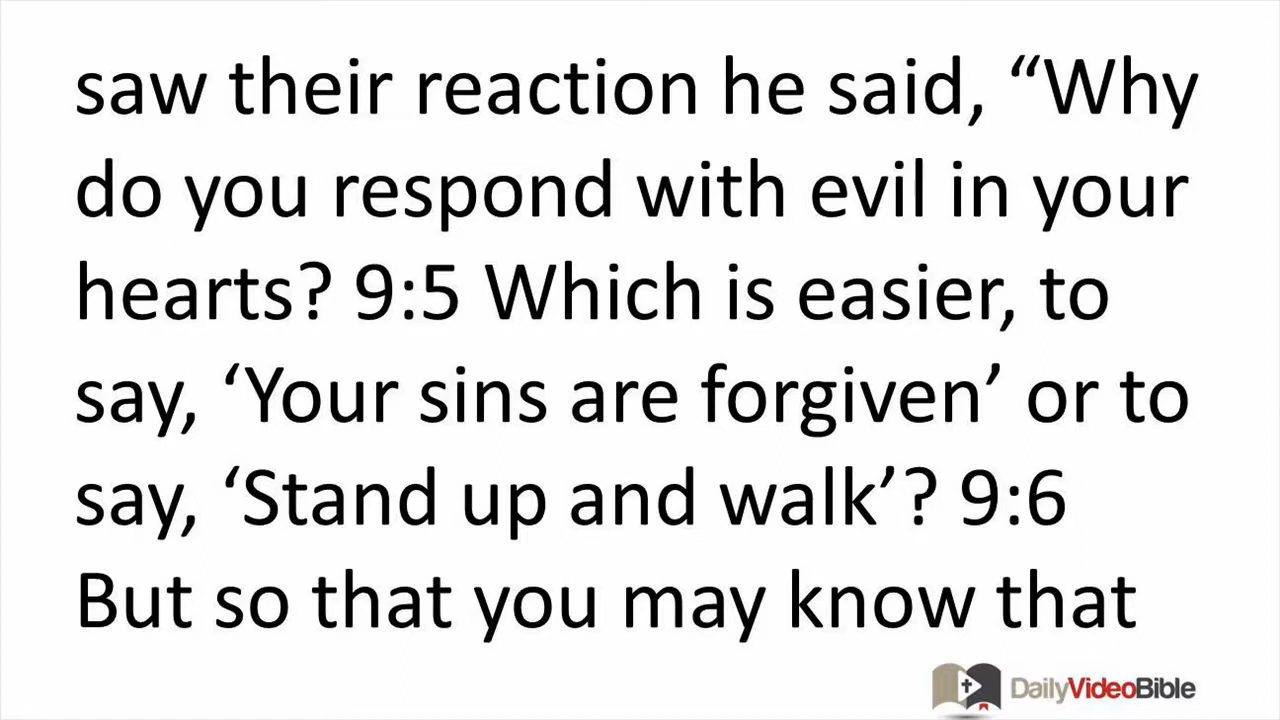 saw their reaction he said, “Why
do you respond with evil in your
hearts? 9:5 Which is easier, to
say, ‘Your sins are forgiven’ or to
say, ‘Stand up and walk’? 9:6
But so that you may know that
DailyVideoBible